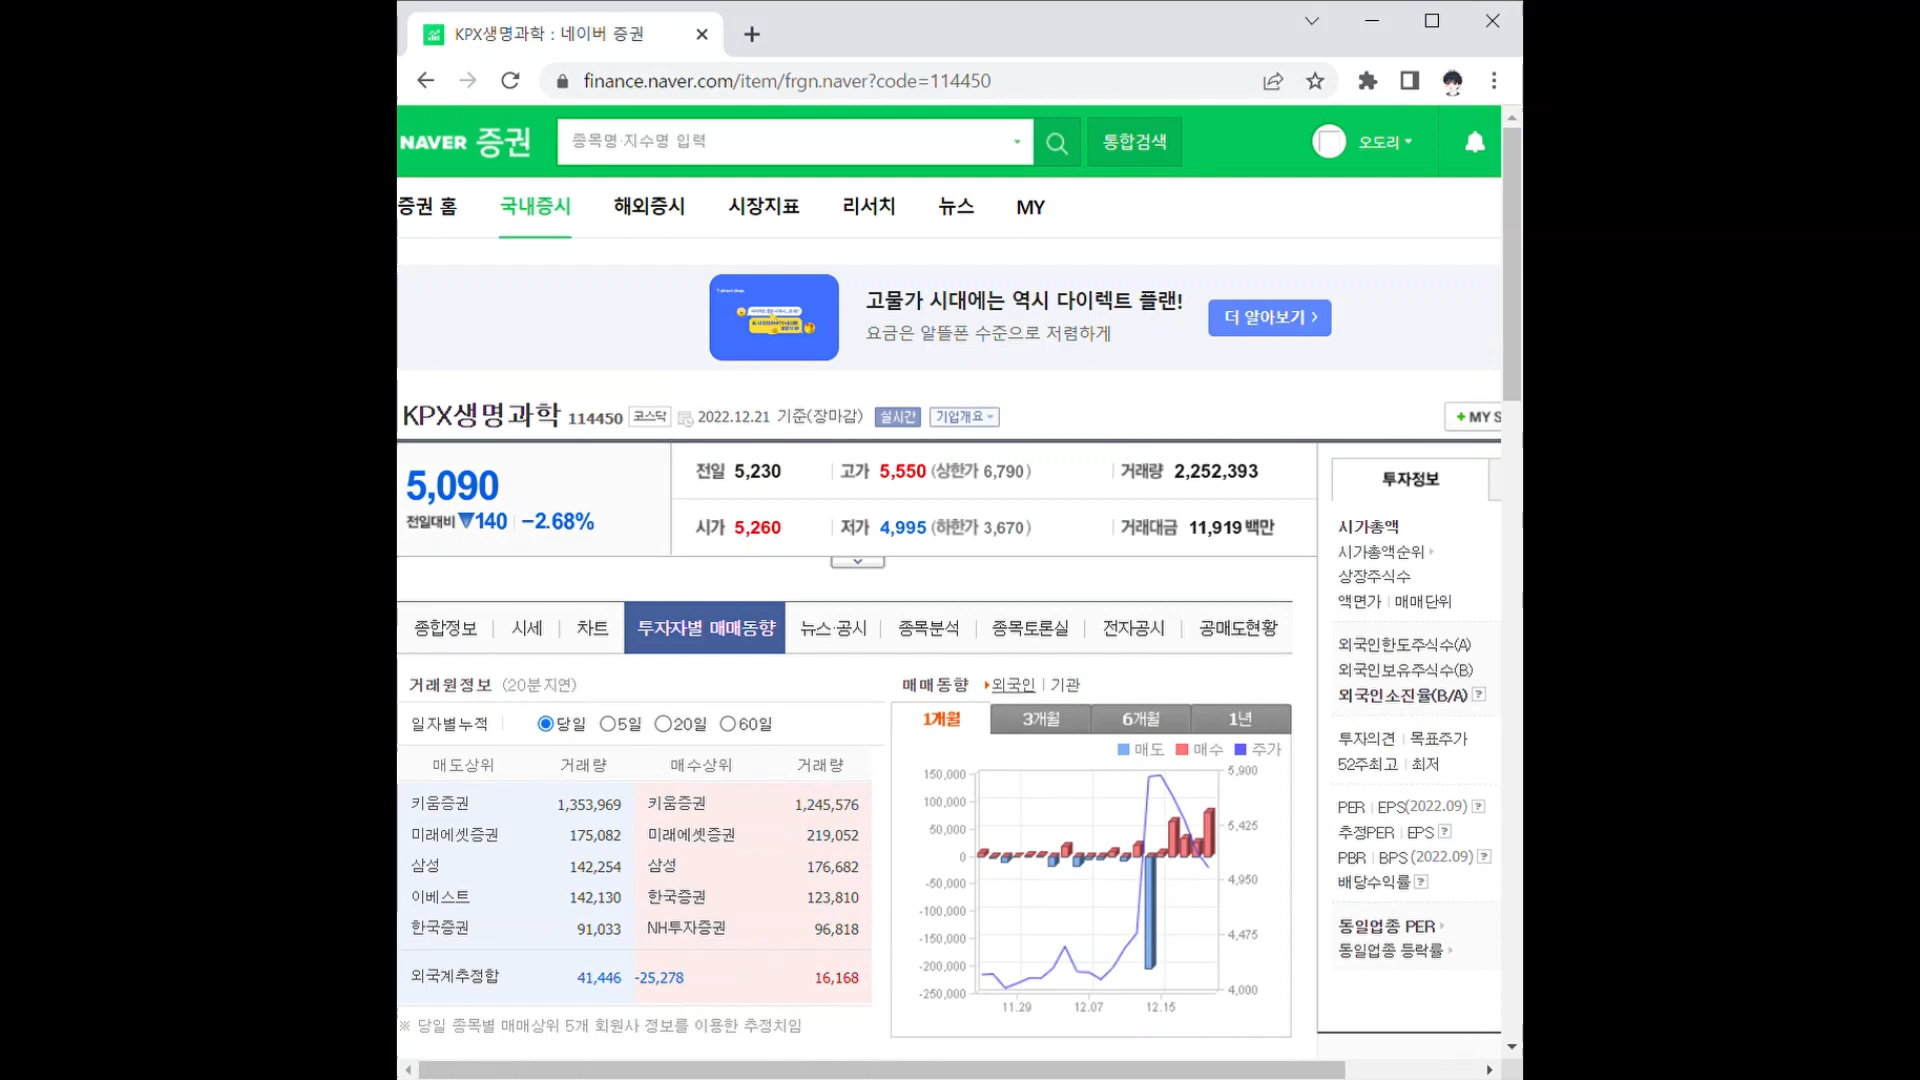 KPX생명과학 : 네이버 증권
finance.naver.com/item/frgn.naver?code=114450
NAVER 증권
종목명·지수명 입력
통합검색
오도리
증권 홈 국내증시 해외증시 시장지표 리서치 뉴스 MY
고물가 시대에는 역시 다이렉트 플랜!
요금은 알뜰폰 수준으로 저렴하게
더 알아보기 >
KPX생명과학 114450 코스닥 2022.12.21 기준(장마감) 실시간 기업개요
+ MY S
5,090
전일대비 ▼140 | -2.68%
전일 5,230 | 고가 5,550 (상한가 6,790) | 거래량 2,252,393
시가 5,260 | 저가 4,995 (하한가 3,670) | 거래대금 11,919 백만
투자정보
시가총액
시가총액순위
상장주식수
액면가 | 매매단위
외국인한도주식수(A)
외국인보유주식수(B)
외국인소진율(B/A) ?
투자의견 | 목표주가
52주최고 | 최저
PER | EPS(2022.09) ?
추정PER | EPS ?
PBR | BPS (2022.09) ?
배당수익률 ?
동일업종 PER
동일업종 등락률
종합정보 | 시세 | 차트 투자자별 매매동향 뉴스·공시 | 종목분석 | 종목토론실 | 전자공시 | 공매도현황
거래원정보 (20분지연)
일자별누적 당일 5일 20일 60일
매도상위 거래량 매수상위 거래량
키움증권 1,353,969 키움증권 1,245,576
미래에셋증권 175,082 미래에셋증권 219,052
삼성 142,254 삼성 176,682
이베스트 142,130 한국증권 123,810
한국증권 91,033 NH투자증권 96,818
외국계추정합 41,446 -25,278 16,168
※ 당일 종목별 매매상위 5개 회원사 정보를 이용한 추정치임
매매동향 외국인 | 기관
1개월 3개월 6개월 1년
매도 매수 주가
150,000
100,000
50,000
0
-50,000
-100,000
-150,000
-200,000
-250,000
5,900
5,425
4,950
4,475
4,000
11.29 12.07 12.15